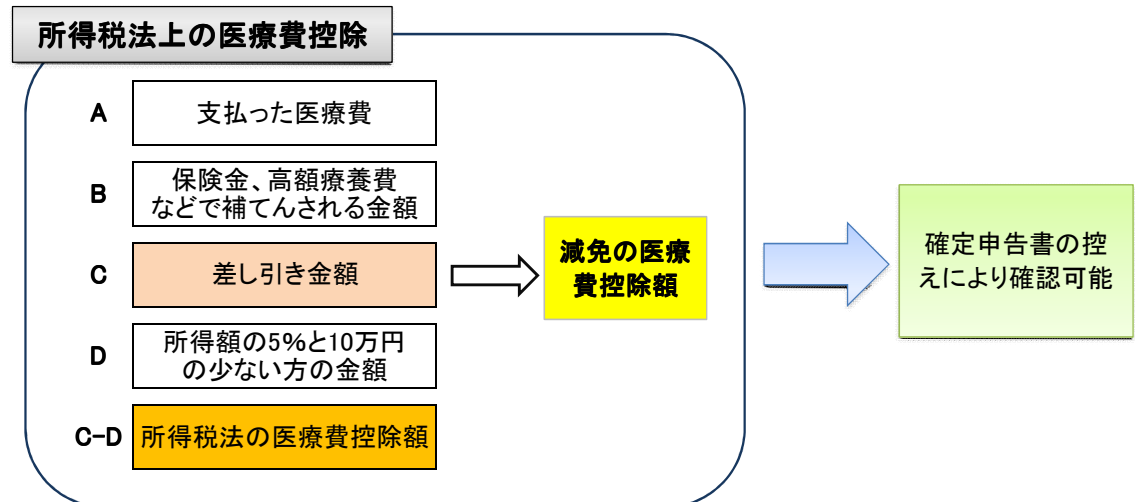 所得税法上の医療費控除
A
支払った医療費
B
保険金、高額療養費
などで補てんされる金額
C
差し引き金額
減免の医療
費控除額
確定申告書の控
えにより確認可能
D
所得額の5%と10万円
の少ない方の金額
C-D
所得税法の医療費控除額